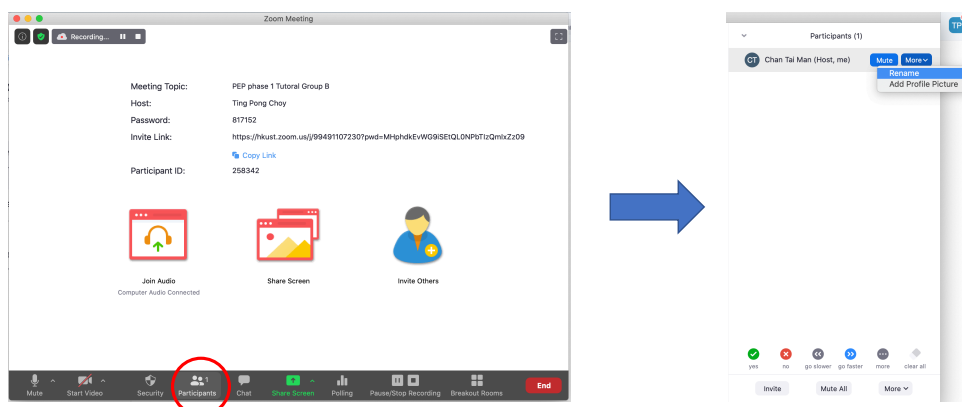 Zoom Meeting
Recording...
Meeting Topic: PEP phase 1 Tutoral Group B
Host: Ting Pong Choy
Password: 817152
Invite Link: https://hkust.zoom.us/j/99491107230?pwd=MHphdkEvWG9iSEtQL0NPbTIzQmlxZz09
Copy Link
Participant ID: 258342
Join Audio Share Screen Invite Others
Computer Audio Connected
1
Mute Start Video Security Participants Chat Share Screen Polling Pause/Stop Recording Breakout Rooms End
Participants (1)
CT Chan Tai Man (Host, me) Mute More
Rename
Add Profile Picture
TP
yes no go slower go faster more clear all
Invite Mute All More